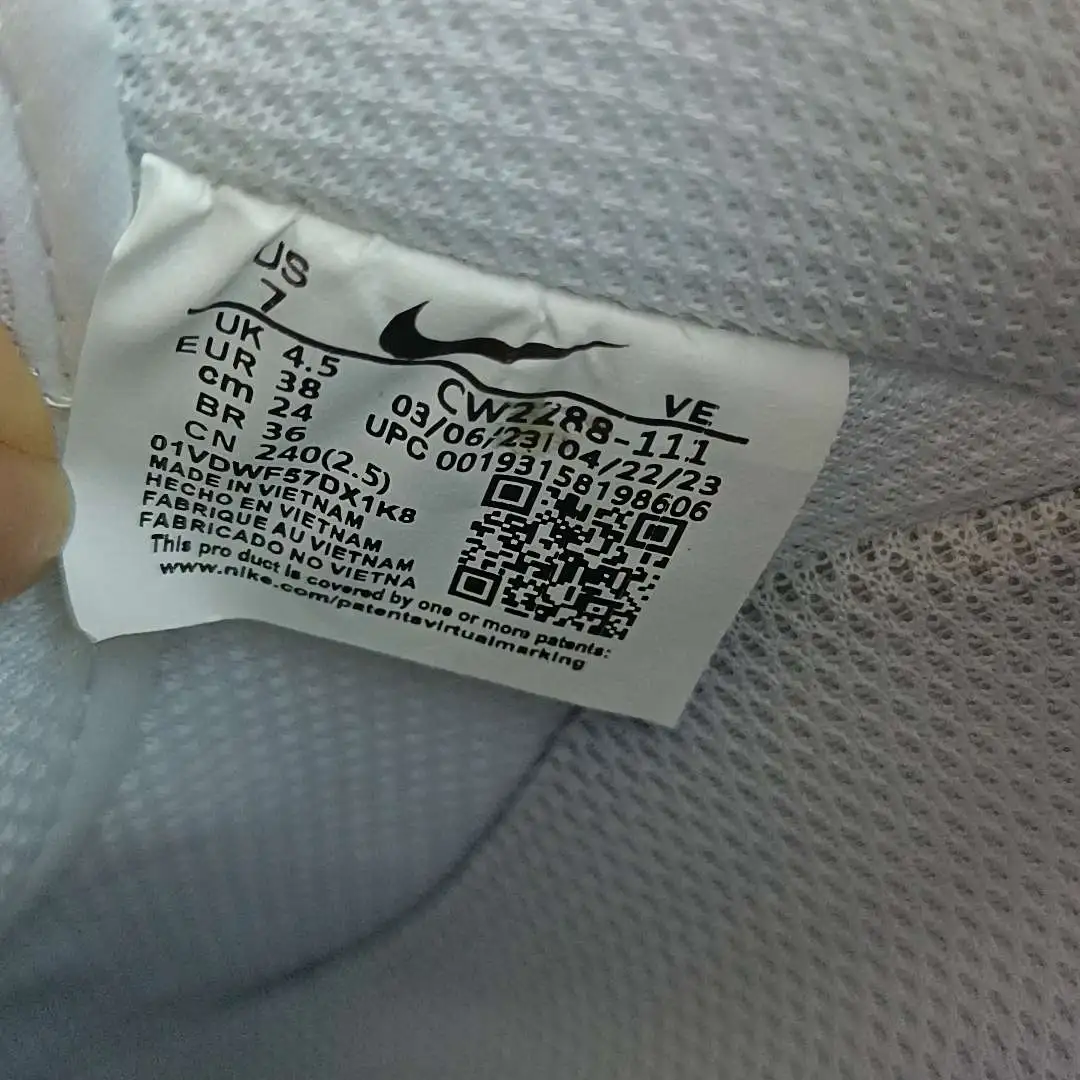 US
7
UK 4.5
EUR 38
cm 24
BR 36
CN 240(2.5)
VE
CW2288-111
03/06/23|04/22/23
UPC 00193158198606
01VDWF57DX1K8
MADE IN VIETNAM
HECHO EN VIETNAM
FABRIQUE AU VIETNAM
FABRICADO NO VIETNA
This pro duct is covered by one or more patents:
www.nike.com/patentsvirtualmarking